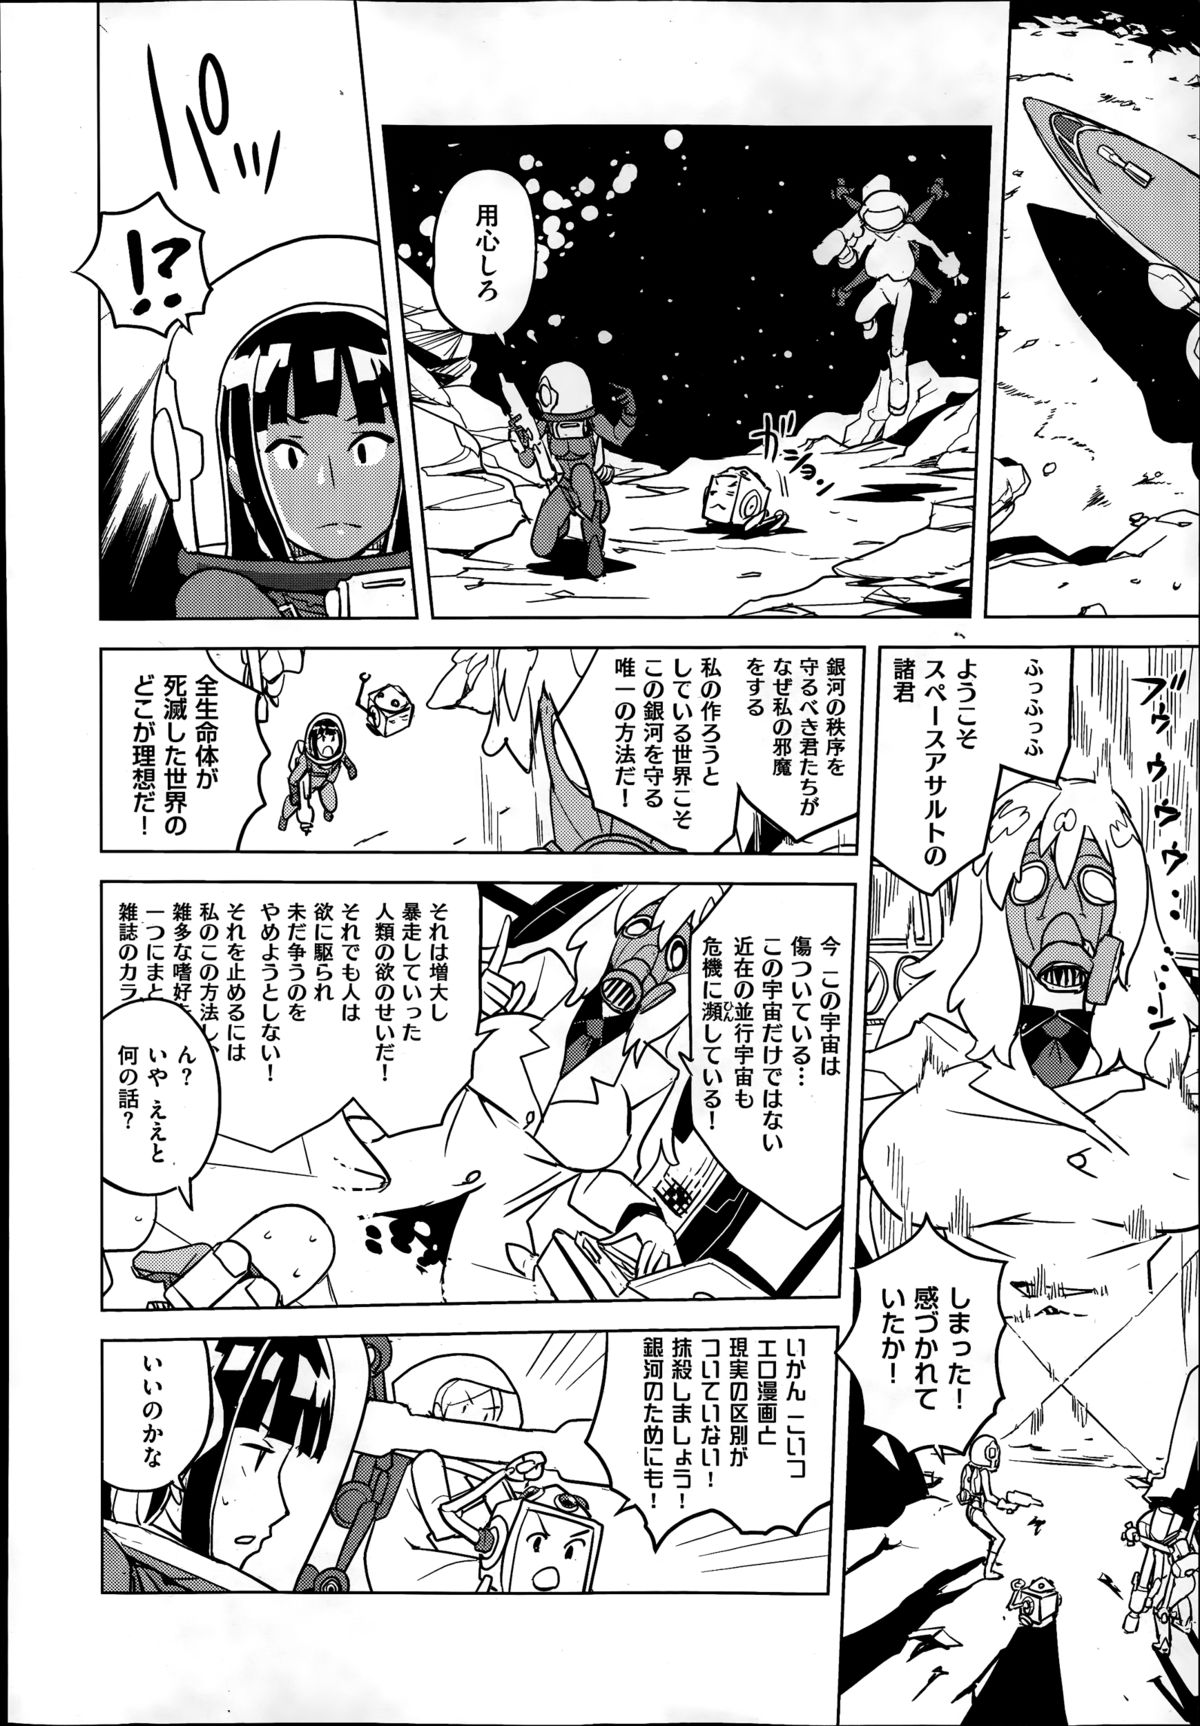 用心しろ
ガション
パッ
!?
ブゥゥゥゥゥ…
ふっふっふ
ようこそ
スペースアサルトの
諸君
しまった！
感づかれて
いたか！
銀河の秩序を
守るべき君たちが
なぜ私の邪魔
をする
私の作ろうと
している世界こそ
この銀河を守る
唯一の方法だ！
全生命体が
死滅した世界の
どこが理想だ！
今 この宇宙は
傷ついている…
この宇宙だけではない
近在の並行宇宙も
危機に瀕している！
ひん
それは増大し
暴走していった
人類の欲のせいだ！
それでも人は
欲に駆られ
未だ争うのを
やめようとしない！
それを止めるには
私のこの方法し
雑多な嗜好
一つにまと
雑誌のカラ
ん？
いや ええと
何の話？
いかん こいつ
エロ漫画と
現実の区別が
ついていない！
抹殺しましょう！
銀河のためにも！
いいのかな